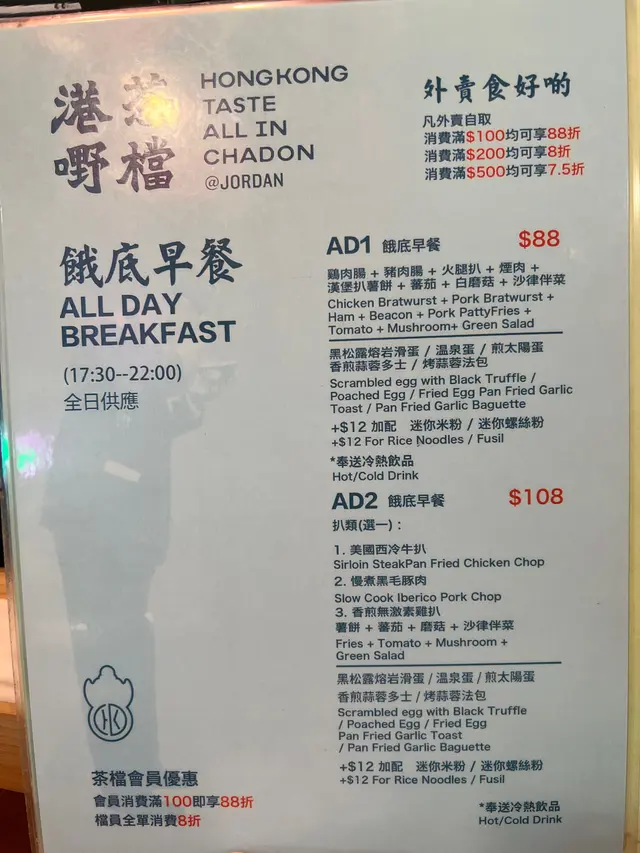 港荟
嘢檔
HONGKONG
TASTE
ALL IN
CHADON
@JORDAN
外賣食好啲
凡外賣自取
消費滿$100均可享88折
消費滿$200均可享8折
消費滿$500均可享7.5折
餓底早餐
ALL DAY
BREAKFAST
(17:30--22:00)
全日供應
AD1 餓底早餐 $88
鷄肉腸 + 豬肉腸 + 火腿扒 + 煙肉 +
漢堡扒薯餅 + 蕃茄 + 白磨菇 + 沙律伴菜
Chicken Bratwurst + Pork Bratwurst +
Ham + Beacon + Pork PattyFries +
Tomato + Mushroom+ Green Salad
黑松露熔岩滑蛋 / 溫泉蛋 / 煎太陽蛋
香煎蒜蓉多士 / 烤蒜蓉法包
Scrambled egg with Black Truffle /
Poached Egg / Fried Egg Pan Fried Garlic
Toast / Pan Fried Garlic Baguette
+$12 加配 迷你米粉 / 迷你螺絲粉
+$12 For Rice Noodles / Fusil
*奉送冷熱飲品
Hot/Cold Drink
AD2 餓底早餐 $108
扒類(選一)：
1. 美國西冷牛扒
Sirloin SteakPan Fried Chicken Chop
2. 慢煮黑毛豚肉
Slow Cook Iberico Pork Chop
3. 香煎無激素雞扒
薯餅 + 蕃茄 + 磨菇 + 沙律伴菜
Fries + Tomato + Mushroom +
Green Salad
黑松露熔岩滑蛋 / 溫泉蛋 / 煎太陽蛋
香煎蒜蓉多士 / 烤蒜蓉法包
Scrambled egg with Black Truffle
/ Poached Egg / Fried Egg
Pan Fried Garlic Toast
/ Pan Fried Garlic Baguette
+$12 加配 迷你米粉 / 迷你螺絲粉
+$12 For Rice Noodles / Fusil
*奉送冷熱飲品
Hot/Cold Drink
茶檔會員優惠
會員消費滿100即享88折
檔員全單消費8折